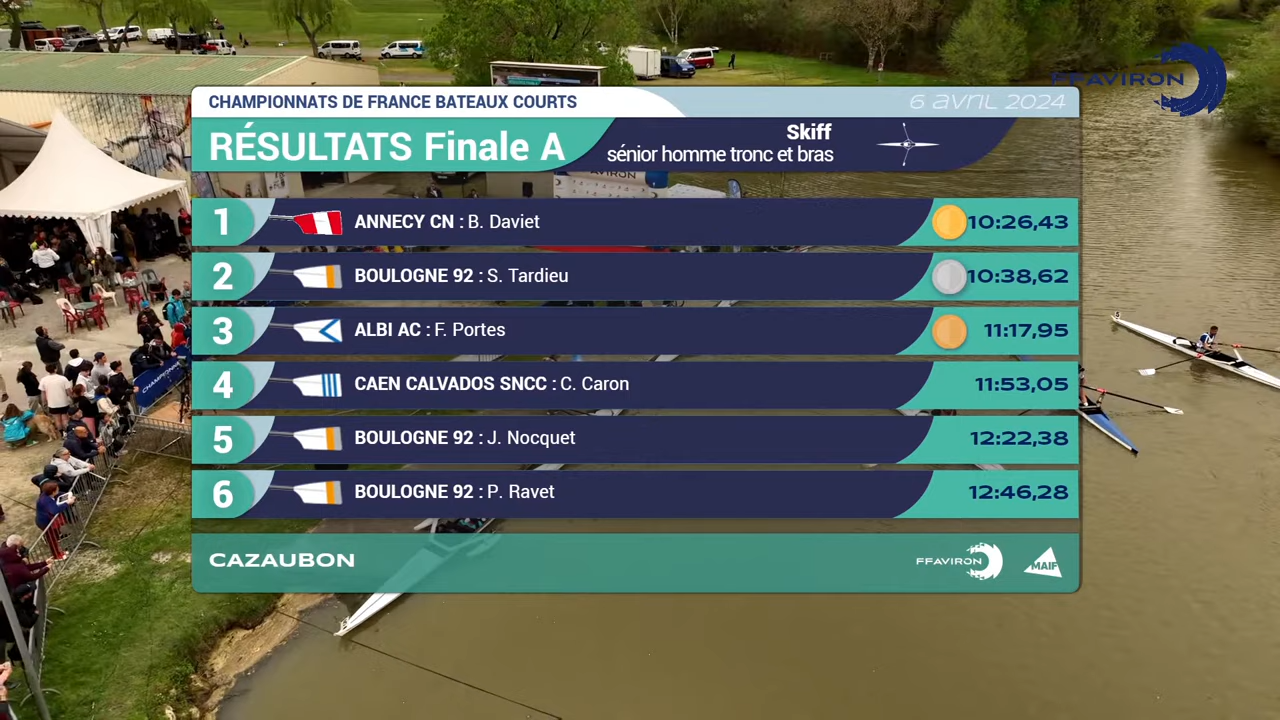 FFAVIRON
CHAMPIONNATS DE FRANCE BATEAUX COURTS
6 avril 2024
RÉSULTATS Finale A
Skiff
sénior homme tronc et bras
1 ANNECY CN : B. Daviet 10:26,43
2 BOULOGNE 92 : S. Tardieu 10:38,62
3 ALBI AC : F. Portes 11:17,95
4 CAEN CALVADOS SNCC : C. Caron 11:53,05
5 BOULOGNE 92 : J. Nocquet 12:22,38
6 BOULOGNE 92 : P. Ravet 12:46,28
CAZAUBON
FFAVIRON
MAIF